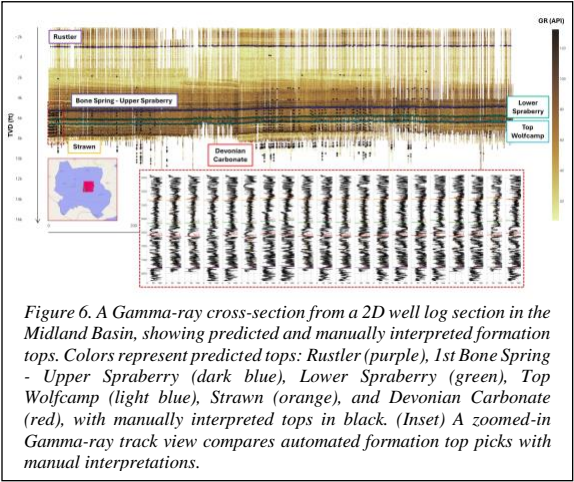 GR (API)
Rustler
Bone Spring - Upper Spraberry
Lower
Spraberry
Top
Wolfcamp
TVD (ft)
Strawn
Devonian
Carbonate
Figure 6. A Gamma-ray cross-section from a 2D well log section in the
Midland Basin, showing predicted and manually interpreted formation
tops. Colors represent predicted tops: Rustler (purple), 1st Bone Spring
- Upper Spraberry (dark blue), Lower Spraberry (green), Top
Wolfcamp (light blue), Strawn (orange), and Devonian Carbonate
(red), with manually interpreted tops in black. (Inset) A zoomed-in
Gamma-ray track view compares automated formation top picks with
manual interpretations.